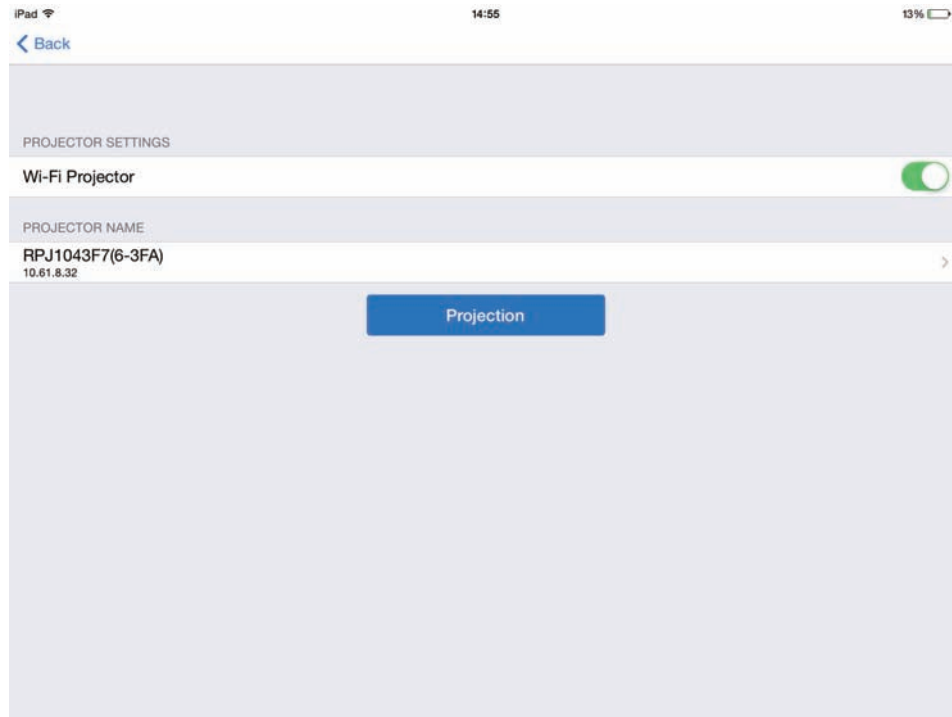 iPad 14:55 13%
Back
PROJECTOR SETTINGS
Wi-Fi Projector
PROJECTOR NAME
RPJ1043F7(6-3FA)
10.61.8.32
Projection